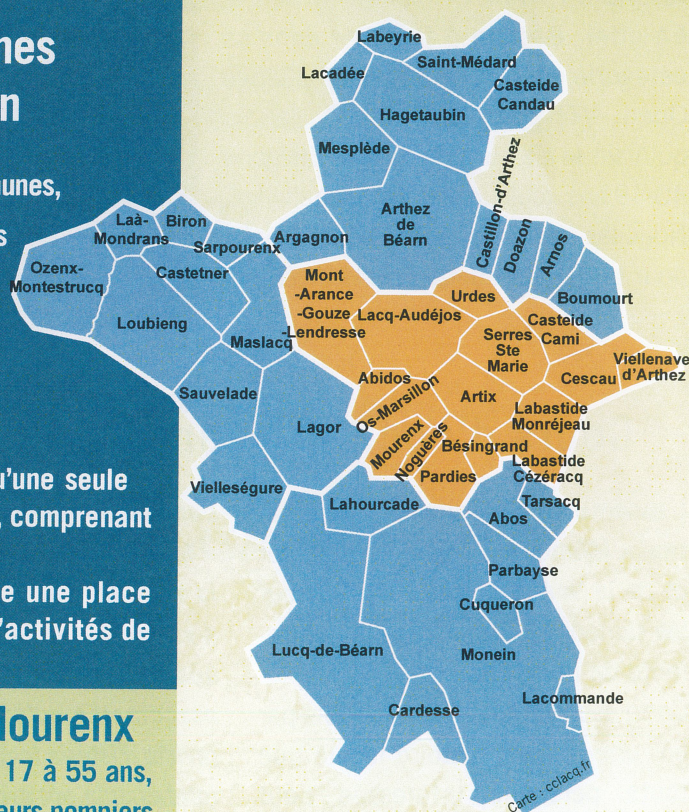 nes
n
unes,
s
u'une seule
, comprenant
e une place
'activités de
lourenx
17 à 55 ans,
eurs pompiers
Labeyrie
Saint-Médard
Lacadée
Casteide
Candau
Hagetaubin
Mesplède
Castillon-d'Arthez
Arthez
de
Béarn
Doazon
Arnos
Laà-
Mondrans
Biron
Sarpourenx
Argagnon
Ozenx-
Montestrucq
Castetner
Mont
-Arance
-Gouze
-Lendresse
Urdes
Boumourt
Loubieng
Lacq-Audéjos
Casteide
Cami
Maslacq
Serres
Ste
Marie
Viellenave
d'Arthez
Abidos
Cescau
Sauvelade
Os-Marsillon
Artix
Labastide
Monréjeau
Lagor
Mourenx
Noguères
Bésingrand
Labastide
Cézéracq
Pardies
Vielleségure
Lahourcade
Tarsacq
Abos
Parbayse
Cuqueron
Lucq-de-Béarn
Monein
Lacommande
Cardesse
Carte : cclacq.fr